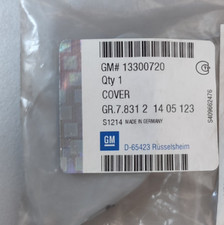 GM# 13300720
Qty 1
COVER
GR.7.831 2 14 05 123
S1214 MADE IN GERMANY
GM
D-65423 Rüsselsheim
S409602476